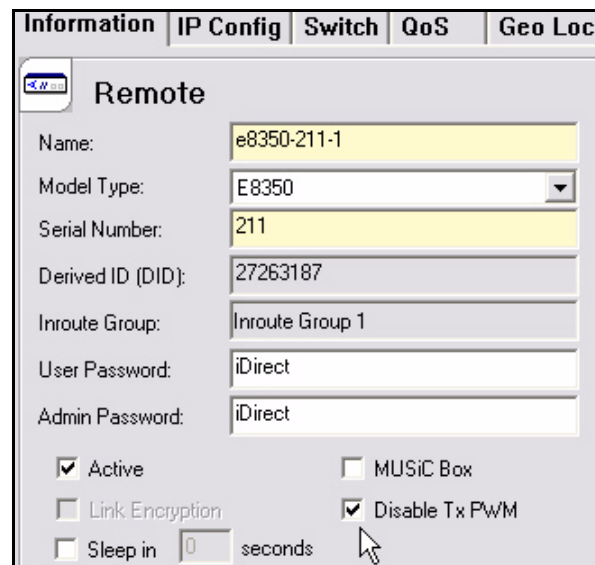 Information IP Config Switch QoS Geo Loc
Remote
Name: e8350-211-1
Model Type: E8350
Serial Number: 211
Derived ID (DID): 27263187
Inroute Group: Inroute Group 1
User Password: iDirect
Admin Password: iDirect
Active MUSiC Box
Link Encryption Disable Tx PWM
Sleep in 0 seconds